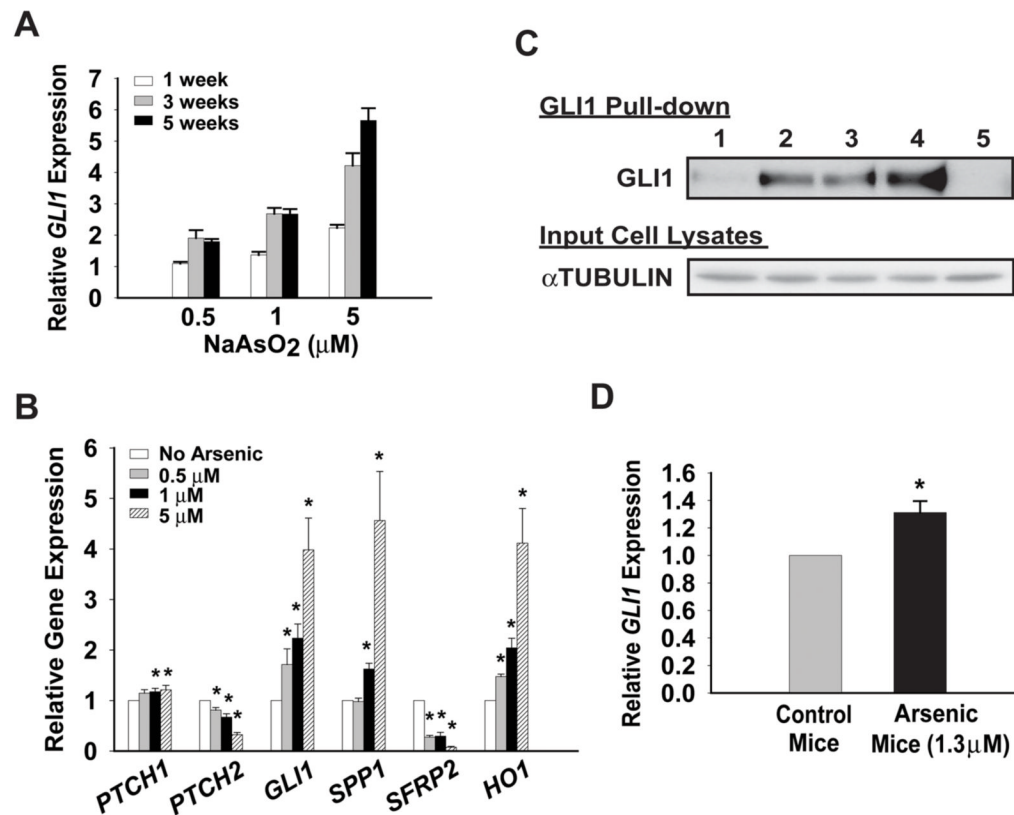 A
Relative GLI1 Expression
7
6
5
4
3
2
1
0
1 week
3 weeks
5 weeks
0.5 1 5
NaAsO2 (μM)
C
GLI1 Pull-down
1 2 3 4 5
GLI1
Input Cell Lysates
αTUBULIN
B
Relative Gene Expression
6
5
4
3
2
1
0
No Arsenic
0.5 μM
1 μM
5 μM
* * * * * * * * * * * * * * * * *
PTCH1 PTCH2 GLI1 SPP1 SFRP2 HO1
D
Relative GLI1 Expression
1.6
1.4
1.2
1.0
0.8
0.6
0.4
0.2
0.0
*
Control
Mice
Arsenic
Mice (1.3μM)